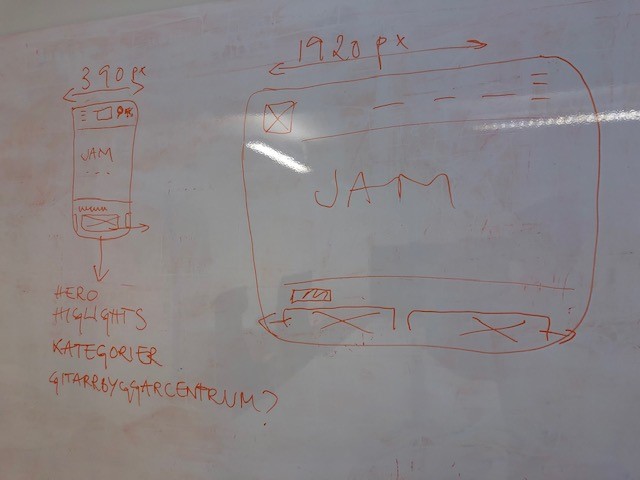 390px
1920px
JAM
JAM
HERO
HIGLIGHTS
KATEGORIER
GITARRBYGGARCENTRUM?